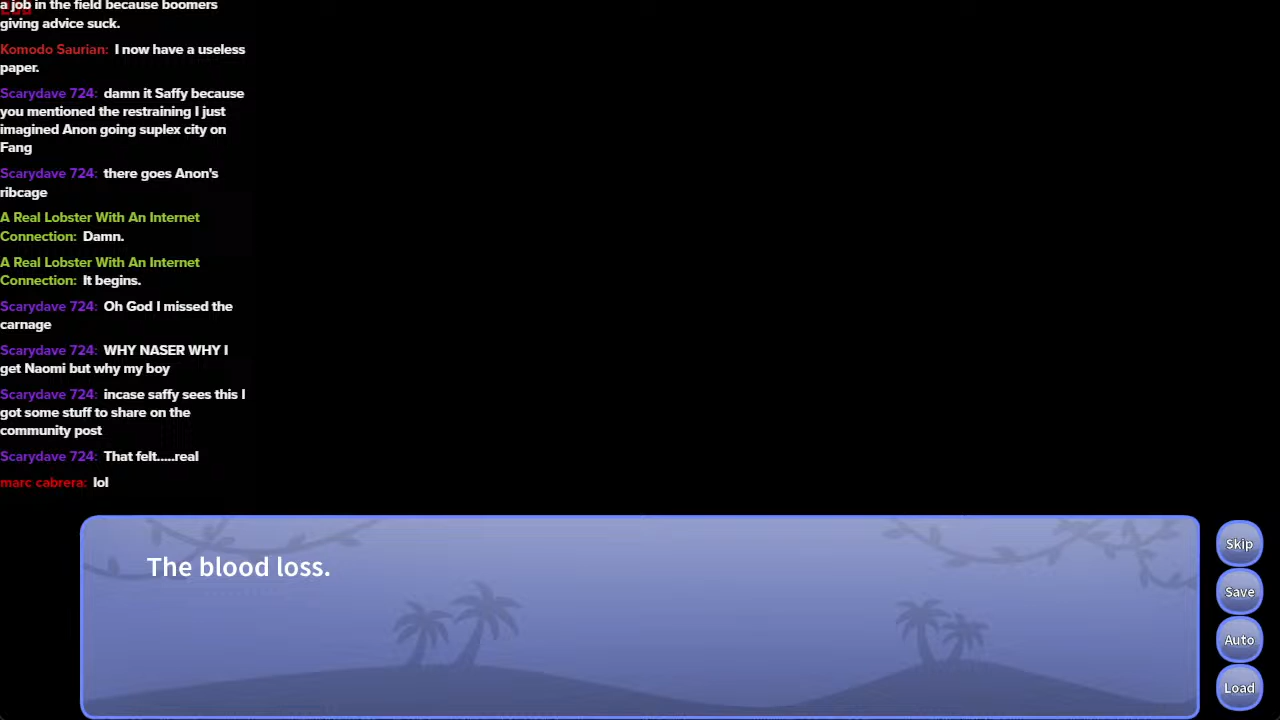 a job in the field because boomers
giving advice suck.
Komodo Saurian: I now have a useless
paper.
Scarydave 724: damn it Saffy because
you mentioned the restraining I just
imagined Anon going suplex city on
Fang
Scarydave 724: there goes Anon's
ribcage
A Real Lobster With An Internet
Connection: Damn.
A Real Lobster With An Internet
Connection: It begins.
Scarydave 724: Oh God I missed the
carnage
Scarydave 724: WHY NASER WHY I
get Naomi but why my boy
Scarydave 724: incase saffy sees this I
got some stuff to share on the
community post
Scarydave 724: That felt.....real
marc cabrera: lol
The blood loss.
Skip
Save
Auto
Load